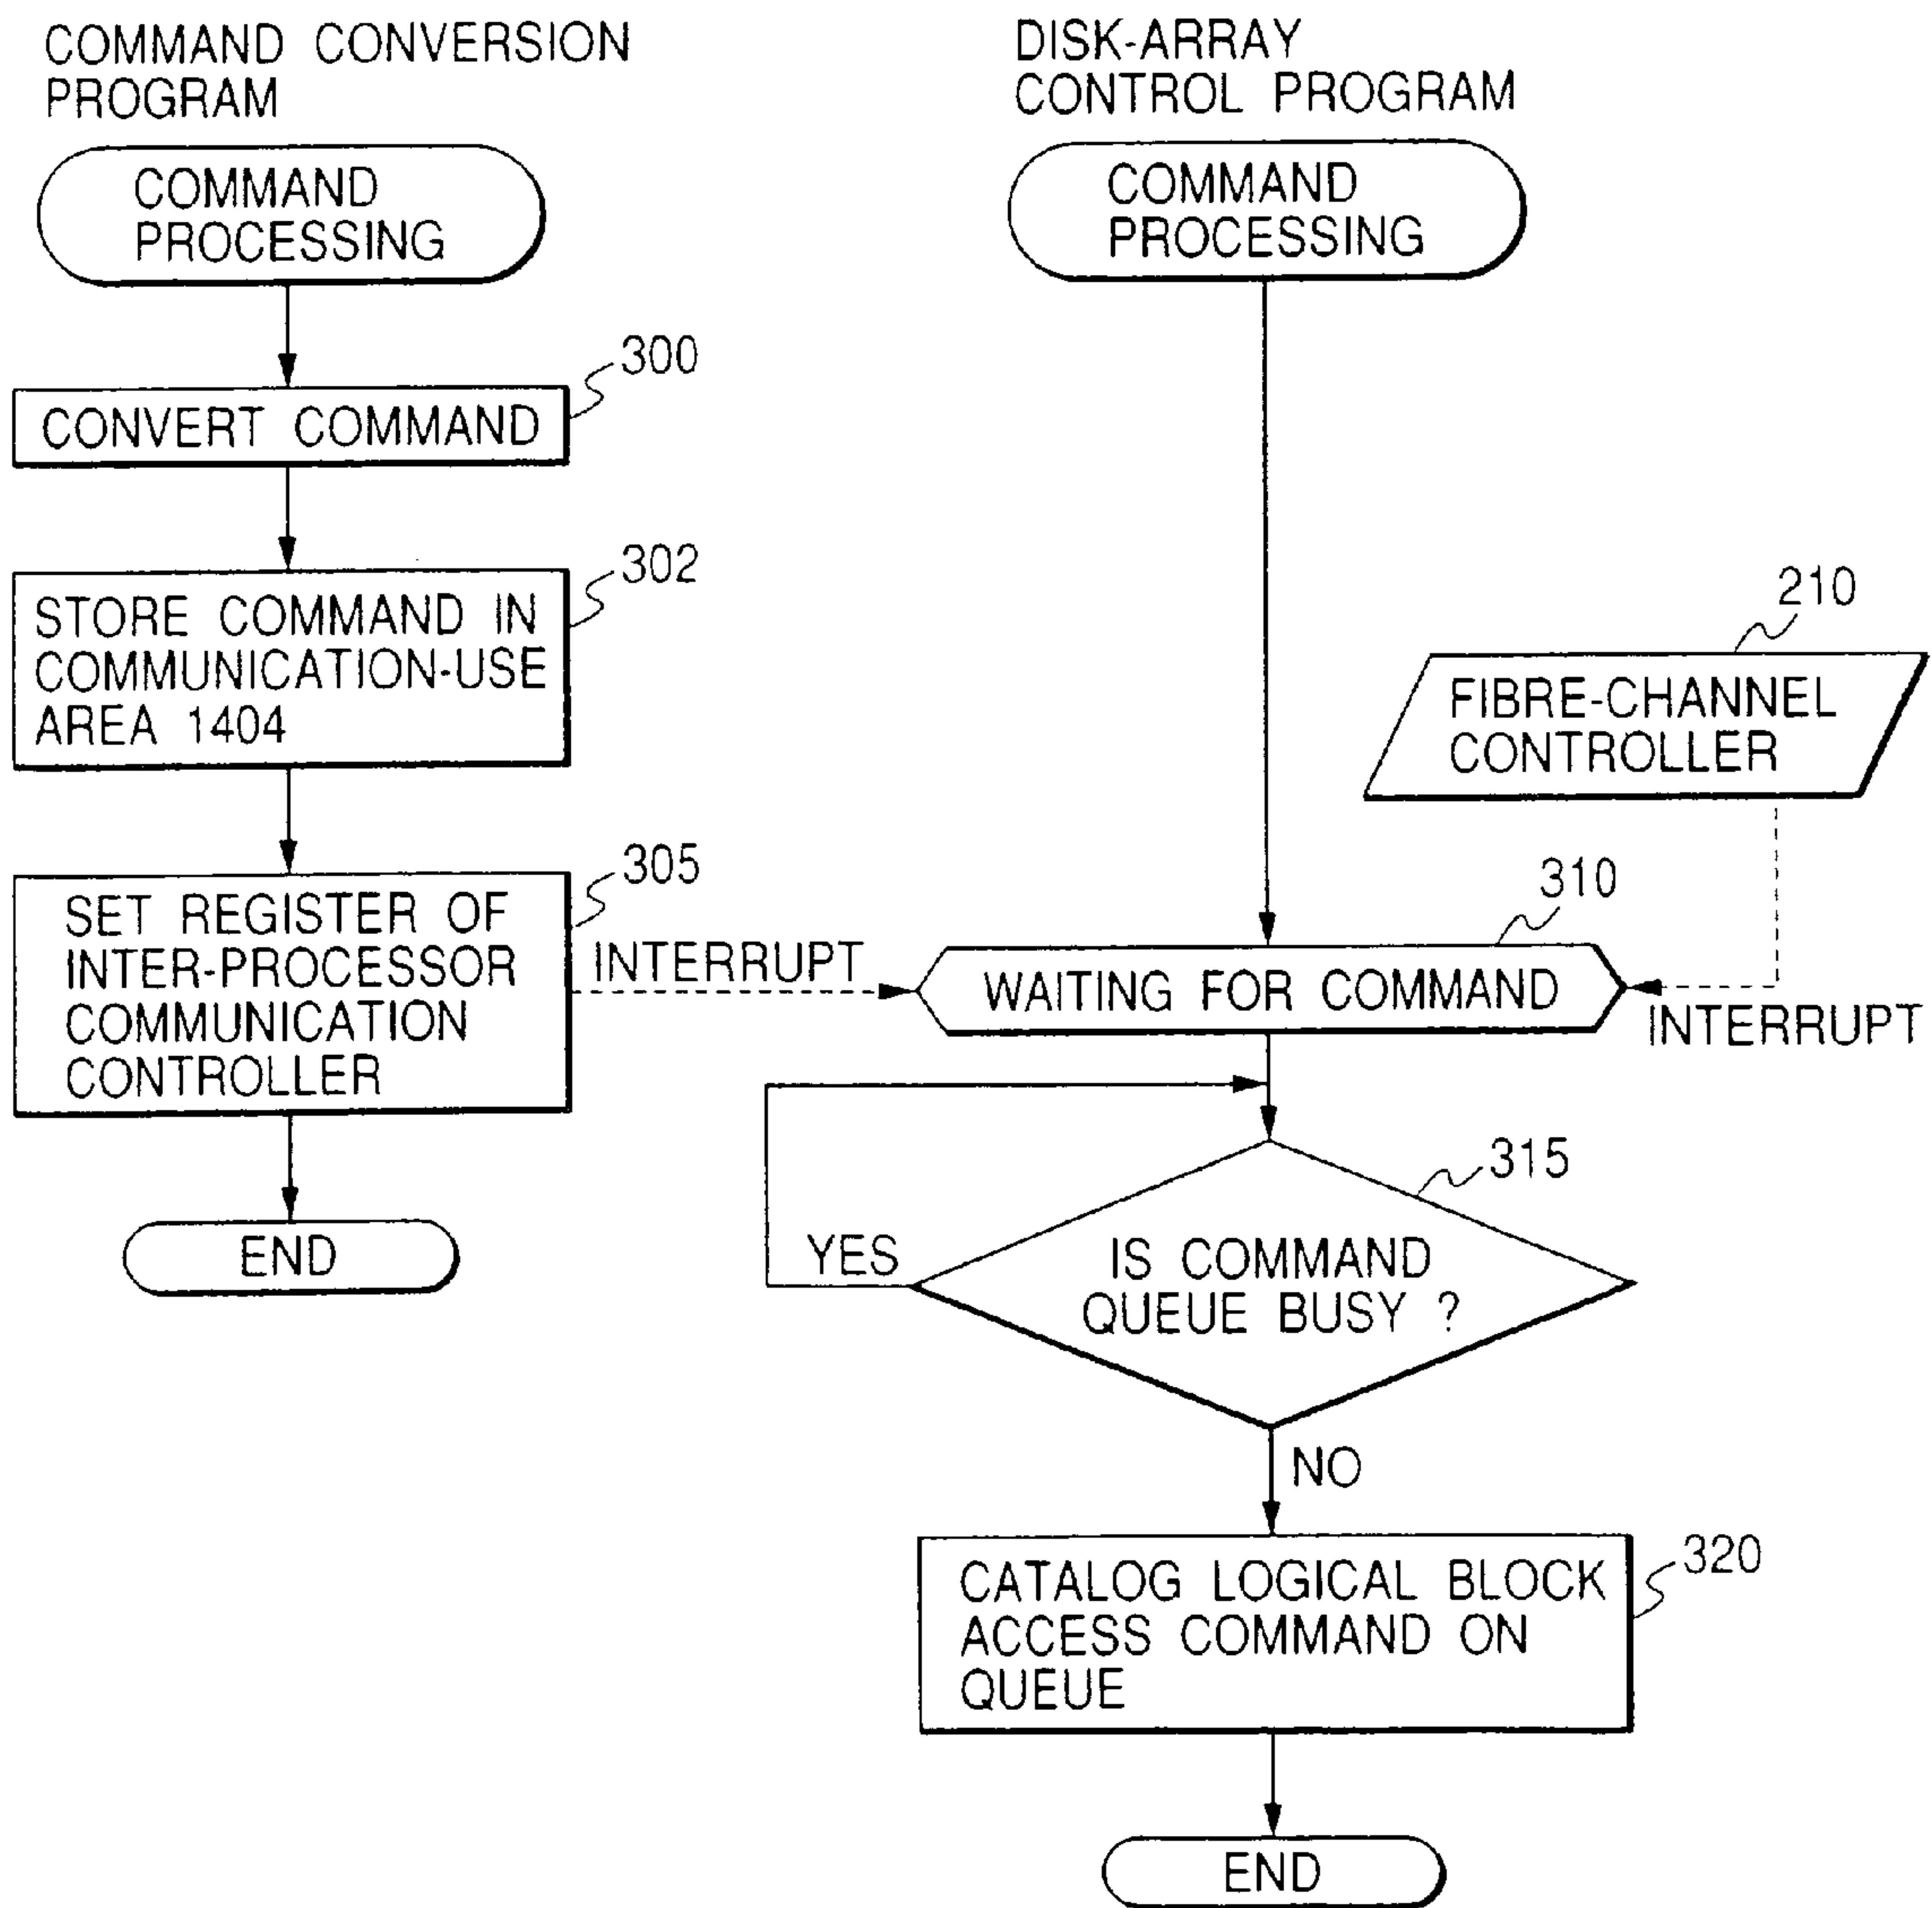 COMMAND CONVERSION
PROGRAM
COMMAND
PROCESSING
300
CONVERT COMMAND
302
STORE COMMAND IN
COMMUNICATION-USE
AREA 1404
305
SET REGISTER OF
INTER-PROCESSOR
COMMUNICATION
CONTROLLER
INTERRUPT
END
DISK-ARRAY
CONTROL PROGRAM
COMMAND
PROCESSING
210
FIBRE-CHANNEL
CONTROLLER
310
WAITING FOR COMMAND
INTERRUPT
315
YES
IS COMMAND
QUEUE BUSY ?
NO
320
CATALOG LOGICAL BLOCK
ACCESS COMMAND ON
QUEUE
END